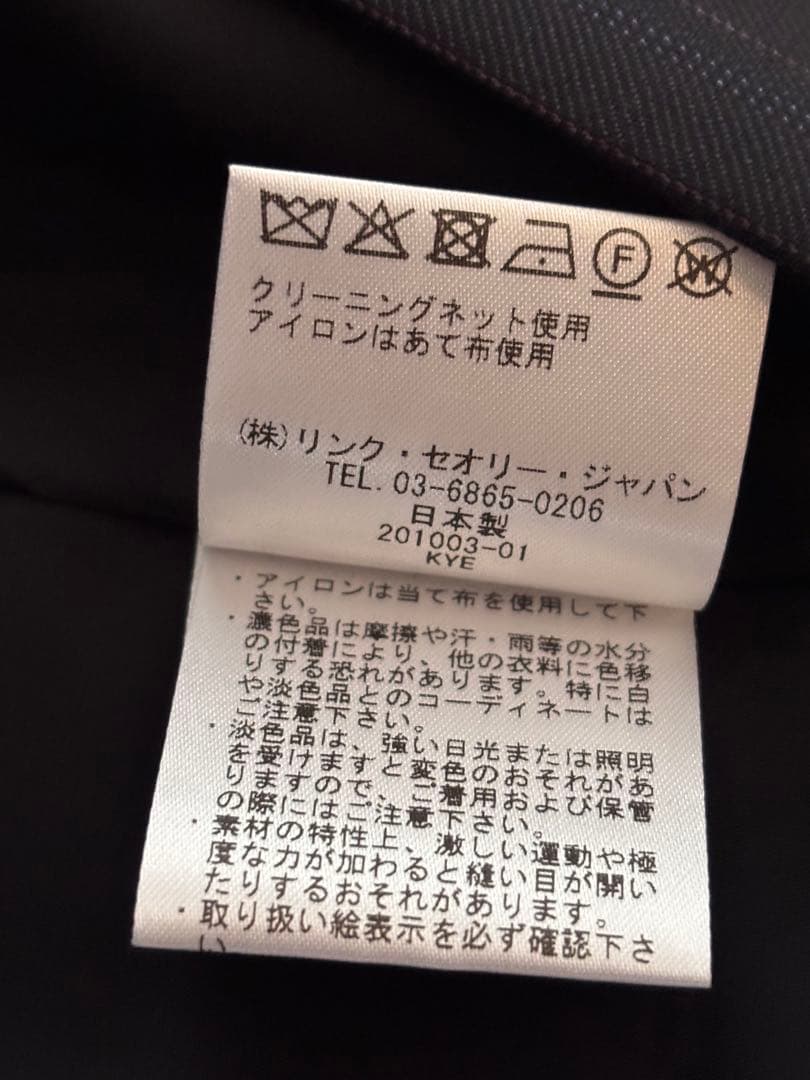 F
W
クリーニングネット使用
アイロンはあて布使用
(株)リンク・セオリー・ジャパン
TEL. 03-6865-0206
日本製
201003-01
KYE
・アイロンは当て布を使用して下
さい。
・濃色品は摩擦や汗・雨等の水分
の付着により、他の衣料に色移
りする恐れがあります。特に白
や淡色品とのコーディネートは
ご注意下さい。
・淡色品は、強い日光または照明
を受けますと変色のおそれがあ
りますので、ご着用および保管
の際にはご注意下さい。
・素材の特性上、激しい運動や極
度な力が加わると縫い目が開い
たりするおそれがあります。
・取り扱い絵表示を必ず確認下さ
い